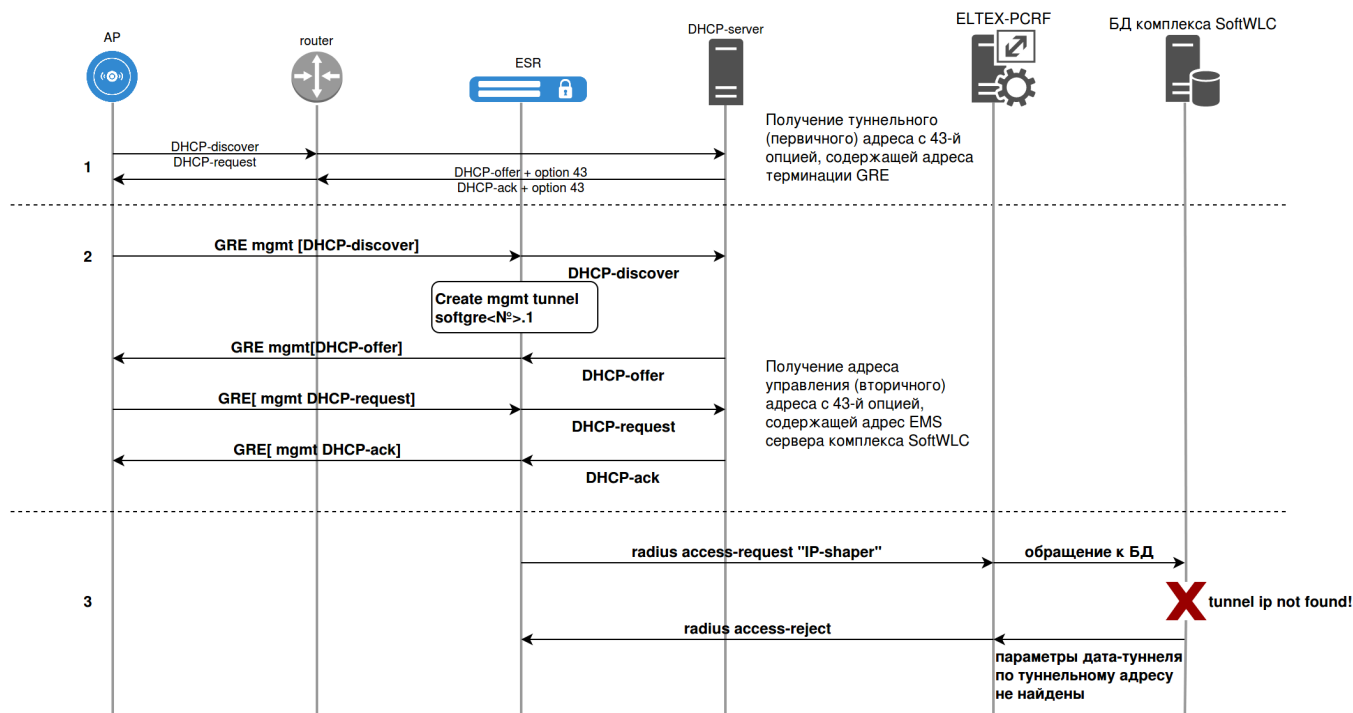 AP
router
ESR
DHCP-server
ELTEX-PCRF
БД комплекса SoftWLC
1
DHCP-discover
DHCP-request
DHCP-offer + option 43
DHCP-ack + option 43
Получение туннельного
(первичного) адреса с 43-й
опцией, содержащей адреса
терминации GRE
2
GRE mgmt [DHCP-discover]
DHCP-discover
Create mgmt tunnel
softgre<№>.1
GRE mgmt[DHCP-offer]
DHCP-offer
GRE[ mgmt DHCP-request]
DHCP-request
GRE[ mgmt DHCP-ack]
DHCP-ack
Получение адреса
управления (вторичного)
адреса с 43-й опцией,
содержащей адрес EMS
сервера комплекса SoftWLC
3
radius access-request "IP-shaper"
обращение к БД
tunnel ip not found!
radius access-reject
параметры дата-туннеля
по туннельному адресу
не найдены